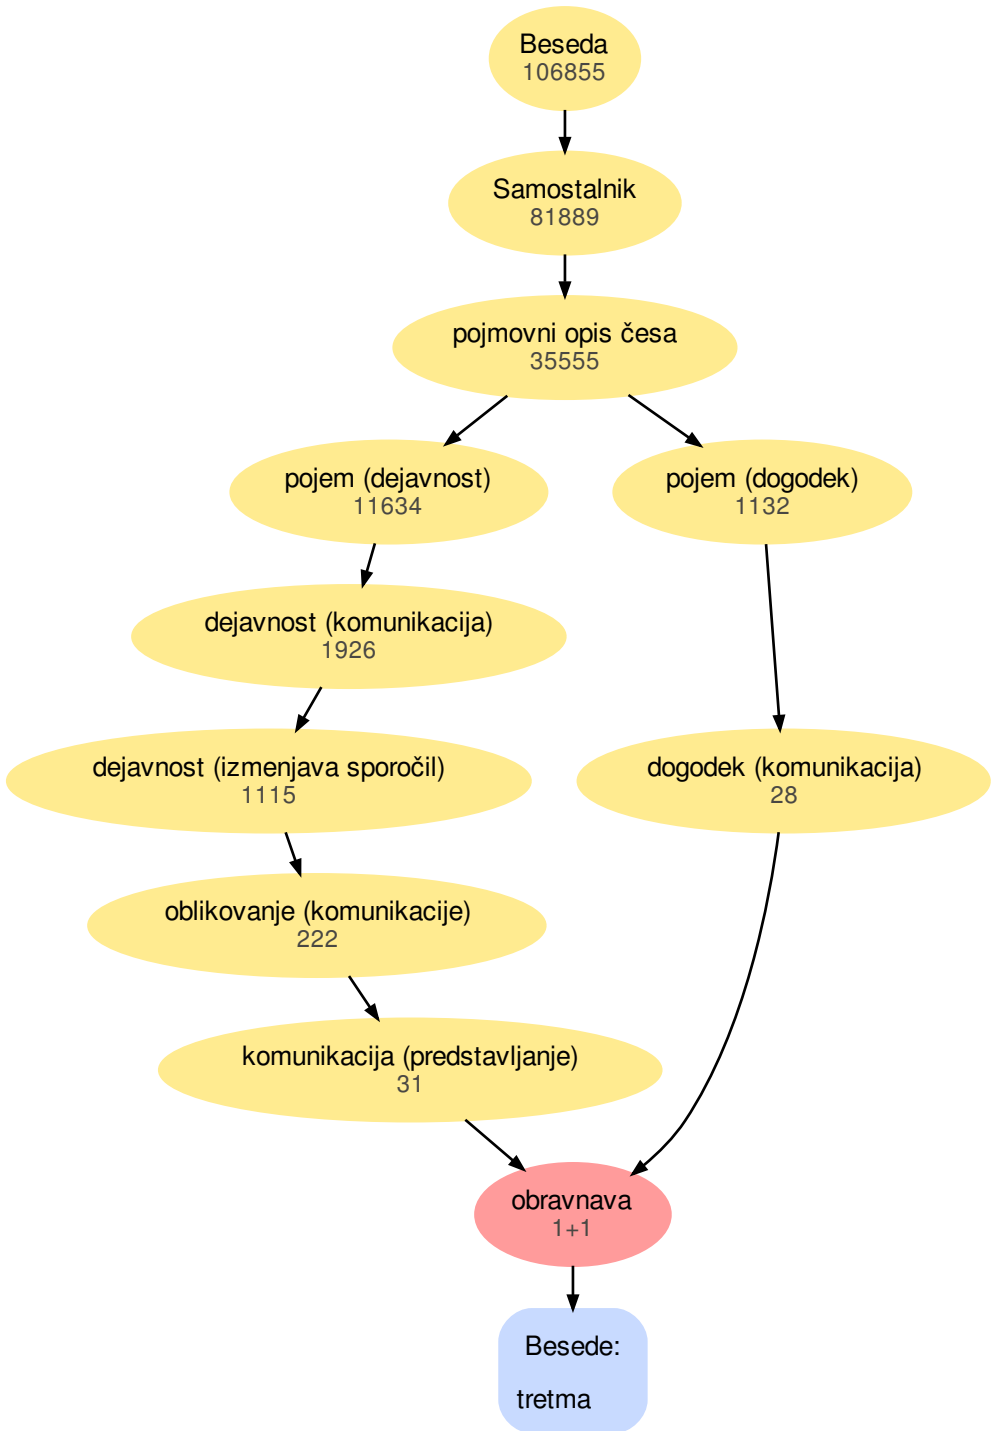 Beseda
106855
Samostalnik
81889
pojmovni opis česa
35555
pojem (dejavnost)
11634
pojem (dogodek)
1132
dejavnost (komunikacija)
1926
dejavnost (izmenjava sporočil)
1115
dogodek (komunikacija)
28
oblikovanje (komunikacije)
222
komunikacija (predstavljanje)
31
obravnava
1+1
Besede:
tretma